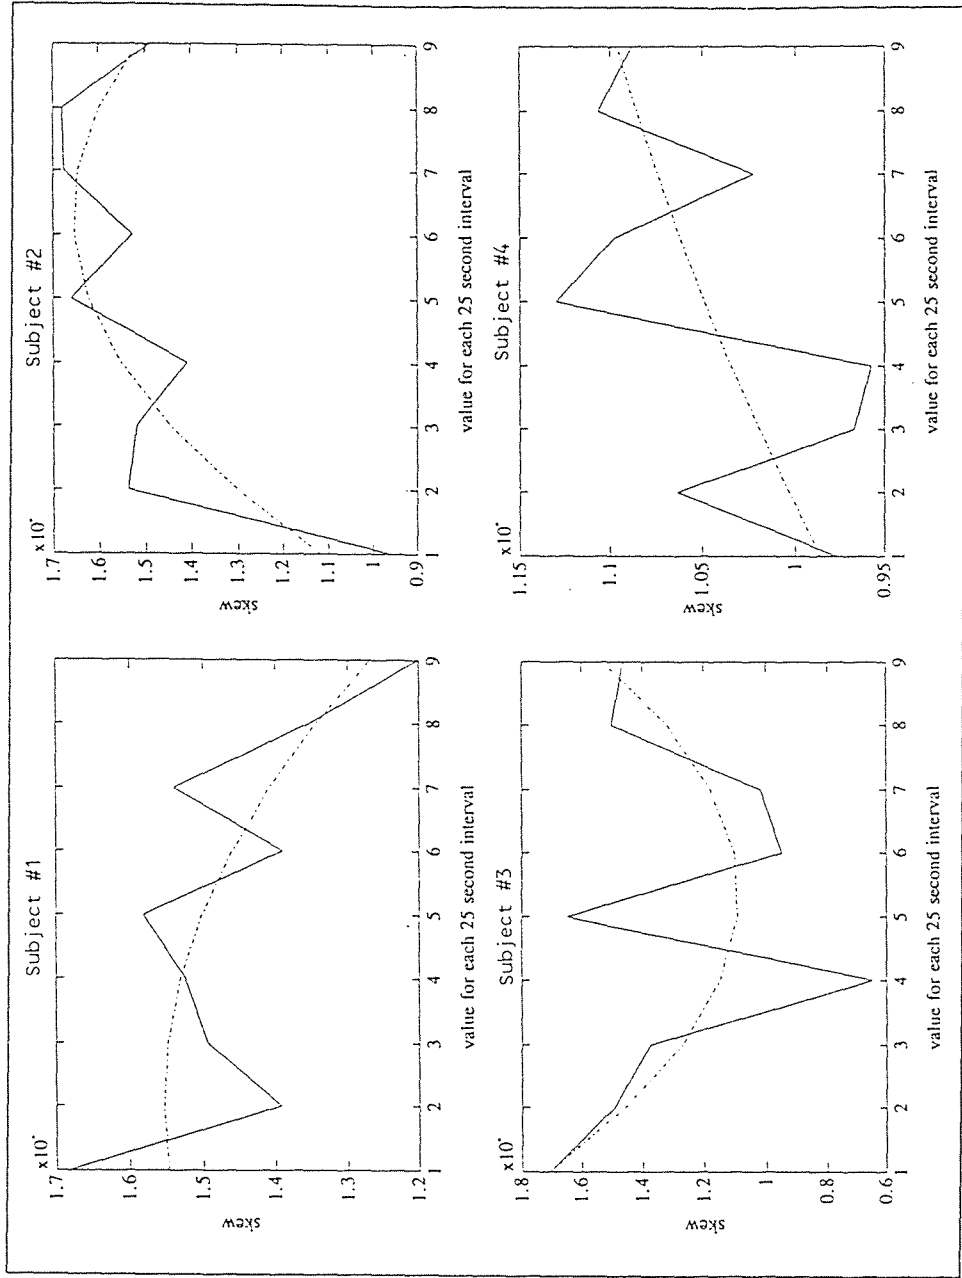 Subject #1
x10*
1.7
1.6
1.5
1.4
1.3
1.2
skew
1 2 3 4 5 6 7 8 9
value for each 25 second interval
Subject #2
x10*
1.7
1.6
1.5
1.4
1.3
1.2
1.1
1
0.9
skew
1 2 3 4 5 6 7 8 9
value for each 25 second interval
Subject #3
x10*
1.8
1.6
1.4
1.2
1
0.8
0.6
skew
1 2 3 4 5 6 7 8 9
value for each 25 second interval
Subject #4
x10*
1.15
1.1
1.05
1
0.95
skew
1 2 3 4 5 6 7 8 9
value for each 25 second interval